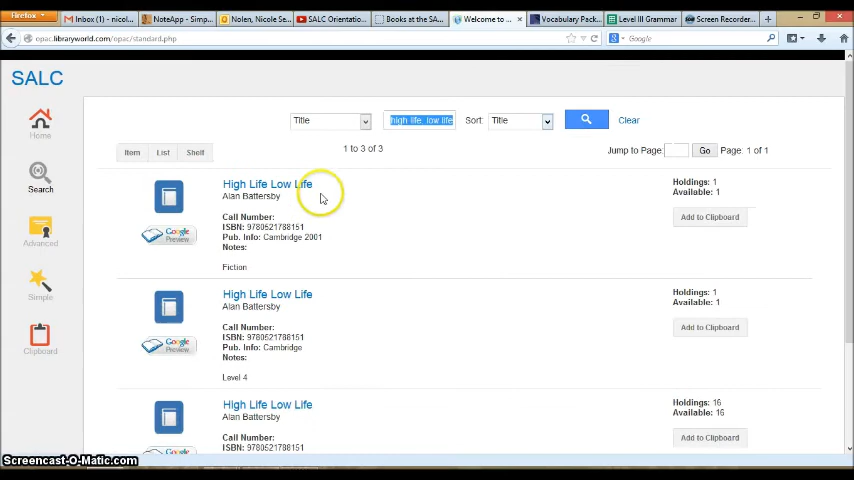 Firefox
Inbox (1) - nicol...
NoteApp - Simp...
Nolen, Nicole Se...
SALC Orientatio...
Books at the SA...
Welcome to ...
Vocabulary Pack...
Level III Grammar
Screen Recorder...
opac.libraryworld.com/opac/standard.php
Google
SALC
Home
Search
Advanced
Simple
Clipboard
Title
high life low life
Sort:
Title
Clear
Item List Shelf
1 to 3 of 3
Jump to Page:
Go
Page: 1 of 1
High Life Low Life
Alan Battersby
Call Number:
ISBN: 9780521788151
Pub. Info: Cambridge 2001
Notes:
Fiction
Google Preview
Holdings: 1
Available: 1
Add to Clipboard
High Life Low Life
Alan Battersby
Call Number:
ISBN: 9780521788151
Pub. Info: Cambridge
Notes:
Level 4
Google Preview
Holdings: 1
Available: 1
Add to Clipboard
High Life Low Life
Alan Battersby
Call Number:
ISBN: 9780521788151
Holdings: 16
Available: 16
Add to Clipboard
Screencast-O-Matic.com